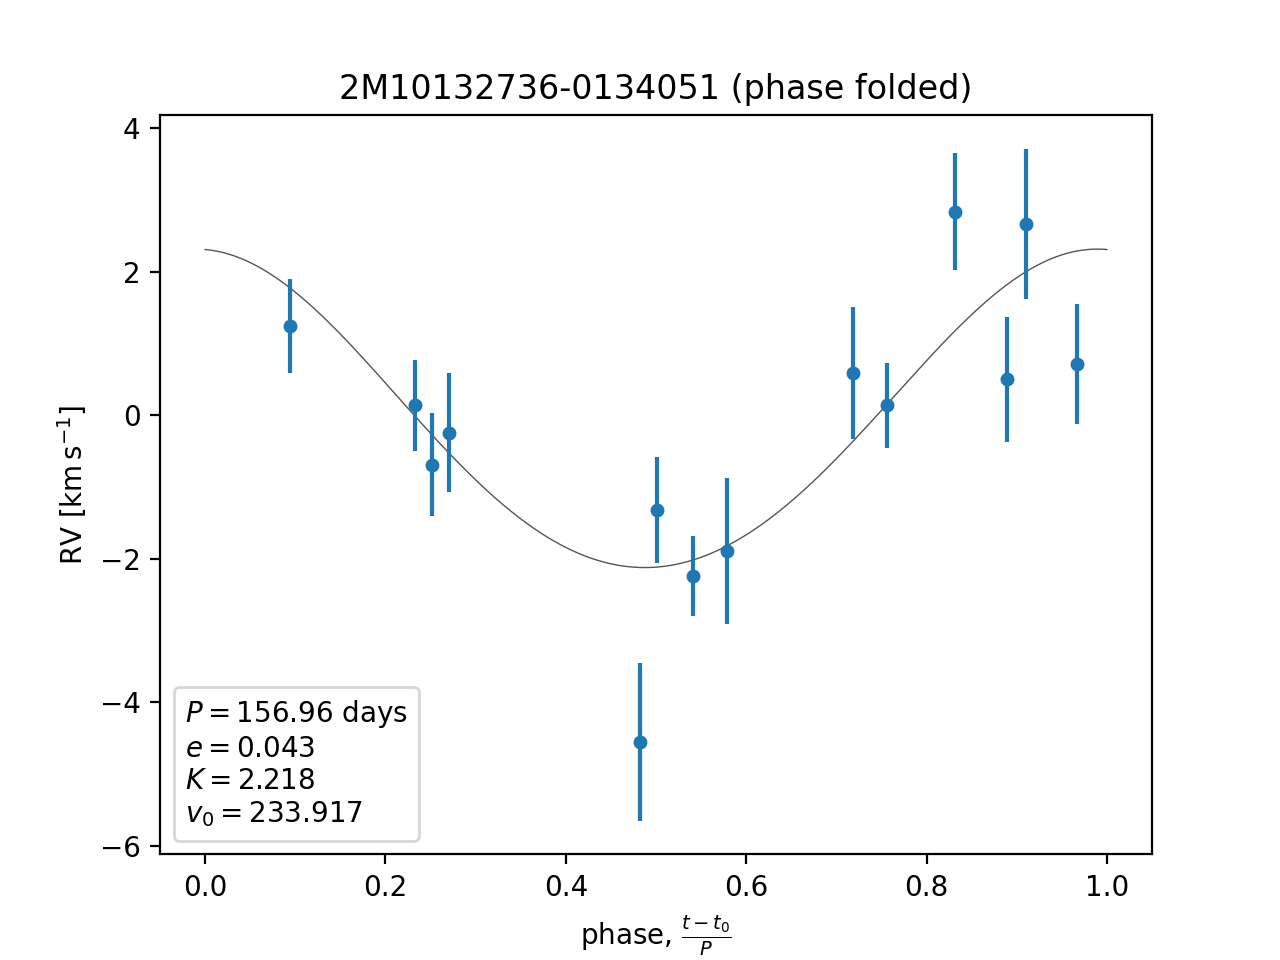 2M10132736-0134051 (phase folded)
4
2
0
−2
−4
−6
RV [km s⁻¹]
P = 156.96 days
e = 0.043
K = 2.218
v₀ = 233.917
0.0 0.2 0.4 0.6 0.8 1.0
phase, (t − t₀)/P